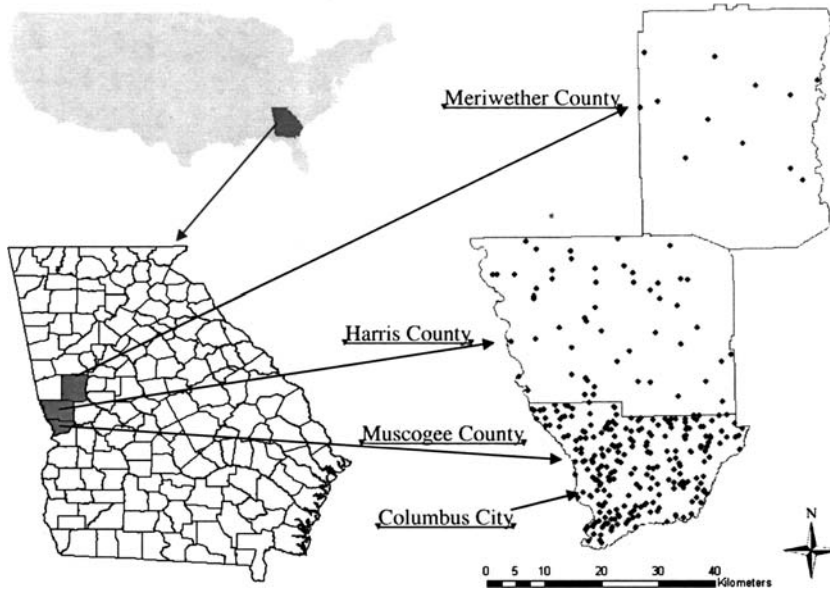 Meriwether County
Harris County
Muscogee County
Columbus City
N
0 5 10 20 30 40
Kilometers